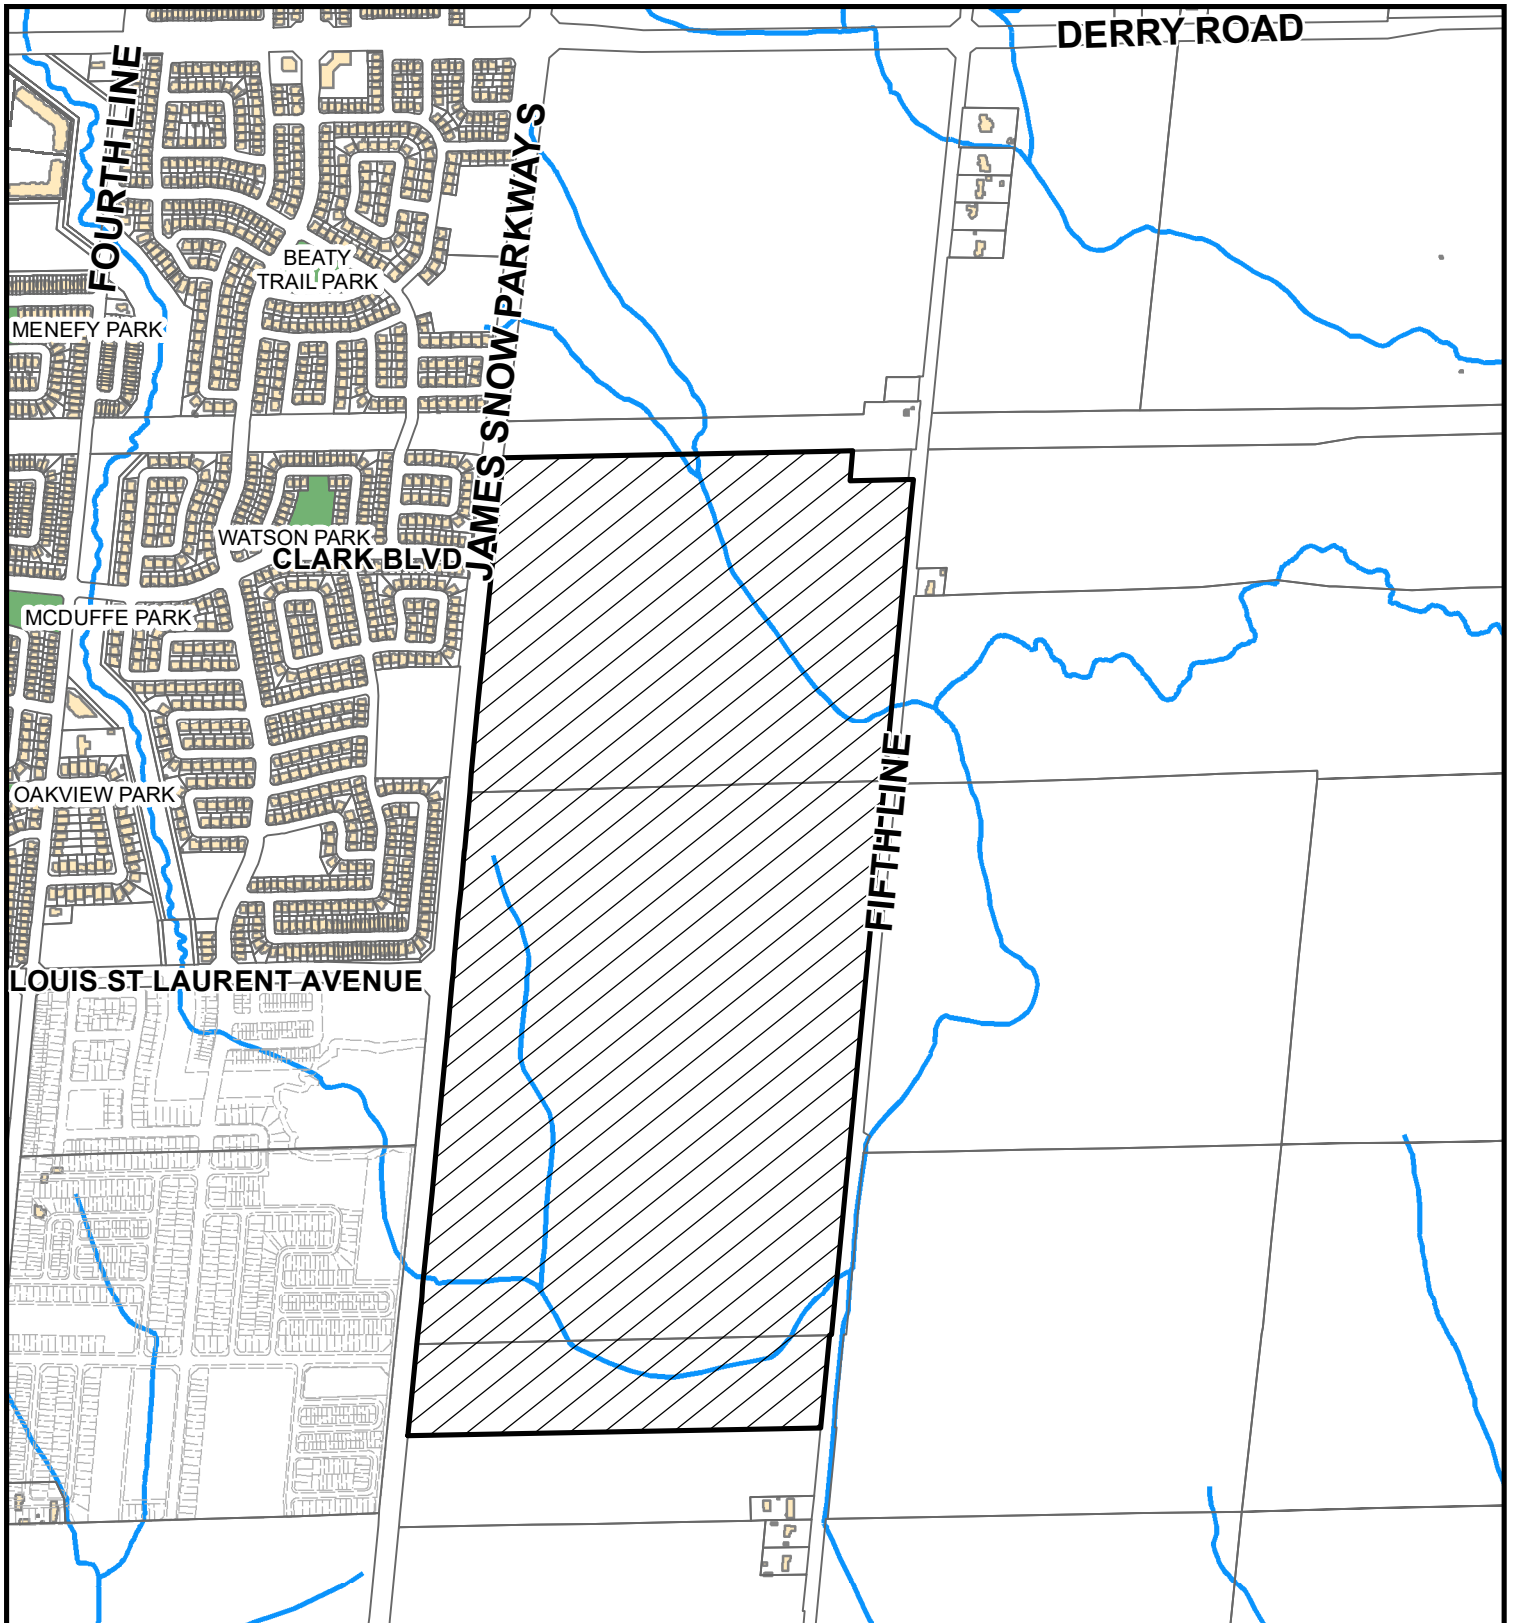 DERRY ROAD
FOURTH LINE
JAMES SNOW PARKWAY S
BEATY
TRAIL PARK
MENEFY PARK
WATSON PARK
CLARK BLVD
MCDUFFE PARK
FIFTH LINE
OAKVIEW PARK
LOUIS ST LAURENT AVENUE